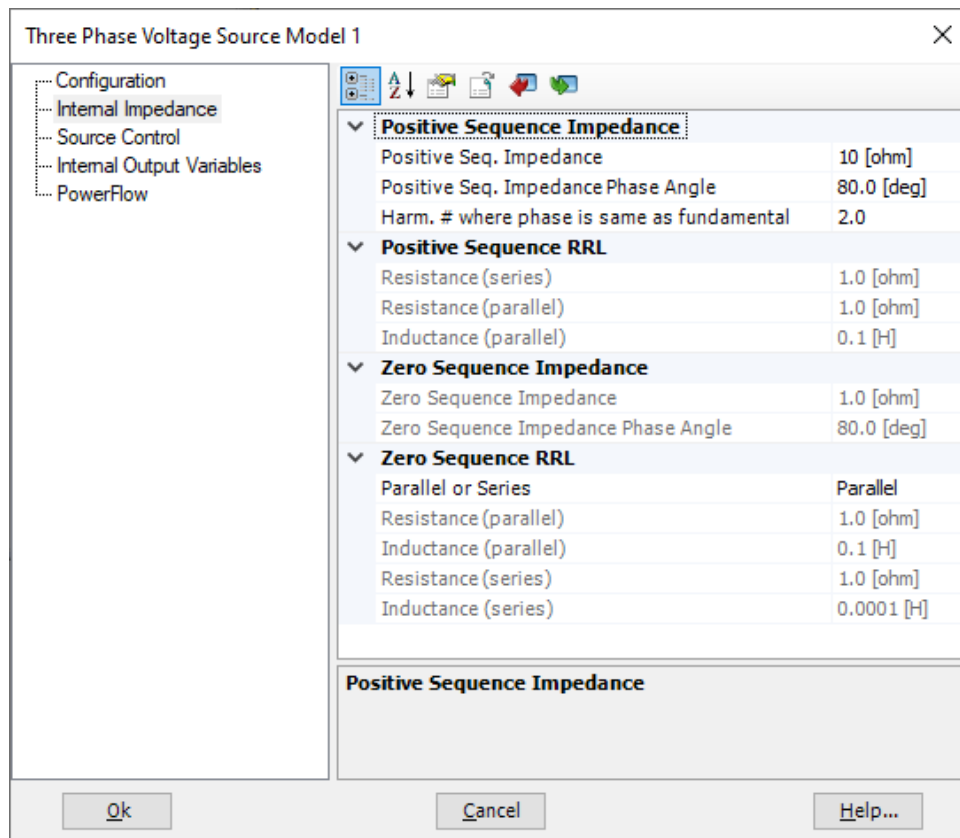 Three Phase Voltage Source Model 1
Configuration
Internal Impedance
Source Control
Internal Output Variables
PowerFlow
Positive Sequence Impedance
Positive Seq. Impedance 10 [ohm]
Positive Seq. Impedance Phase Angle 80.0 [deg]
Harm. # where phase is same as fundamental 2.0
Positive Sequence RRL
Resistance (series) 1.0 [ohm]
Resistance (parallel) 1.0 [ohm]
Inductance (parallel) 0.1 [H]
Zero Sequence Impedance
Zero Sequence Impedance 1.0 [ohm]
Zero Sequence Impedance Phase Angle 80.0 [deg]
Zero Sequence RRL
Parallel or Series Parallel
Resistance (parallel) 1.0 [ohm]
Inductance (parallel) 0.1 [H]
Resistance (series) 1.0 [ohm]
Inductance (series) 0.0001 [H]
Positive Sequence Impedance
Ok Cancel Help...